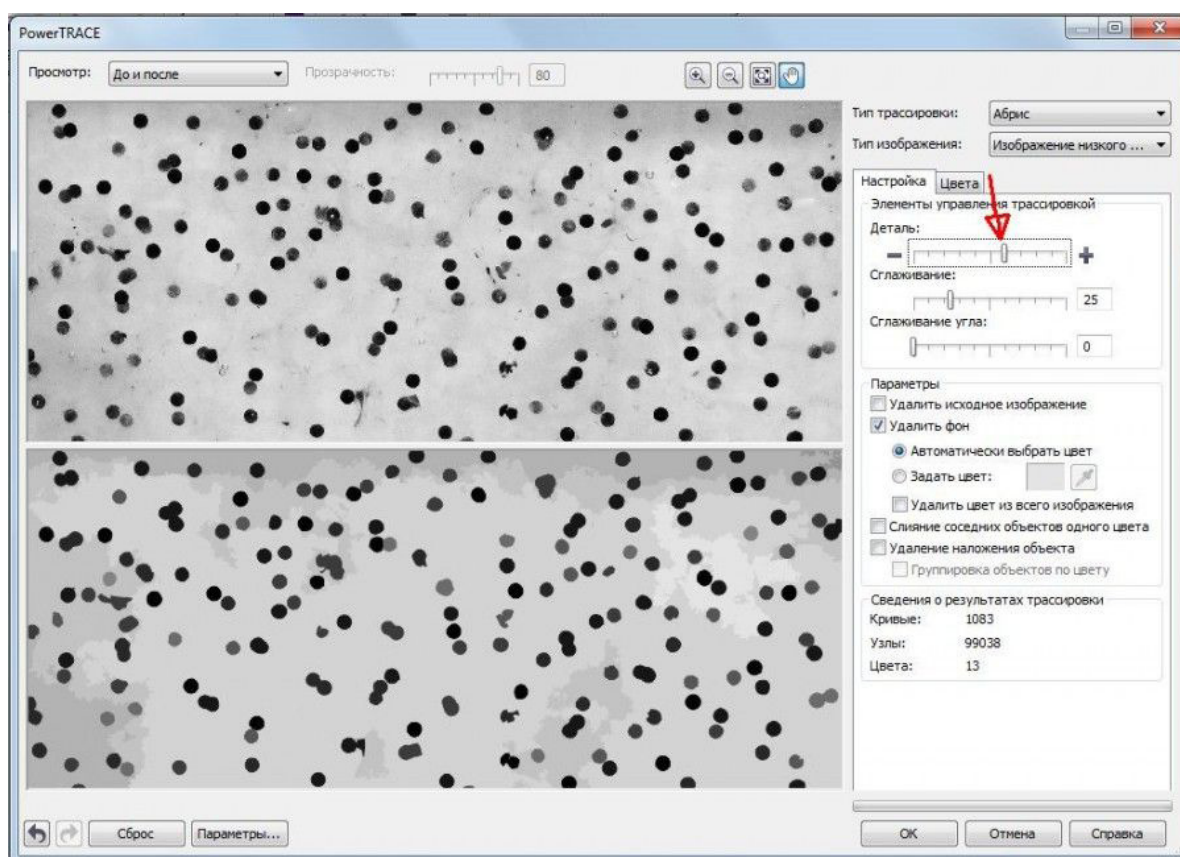 PowerTRACE
Просмотр: До и после Прозрачность: 80
Тип трассировки: Абрис
Тип изображения: Изображение низкого ...
Настройка Цвета
Элементы управления трассировкой
Деталь:
Сглаживание:
25
Сглаживание угла:
0
Параметры
Удалить исходное изображение
Удалить фон
Автоматически выбрать цвет
Задать цвет:
Удалить цвет из всего изображения
Слияние соседних объектов одного цвета
Удаление наложения объекта
Группировка объектов по цвету
Сведения о результатах трассировки
Кривые: 1083
Узлы: 99038
Цвета: 13
Сброс Параметры... OK Отмена Справка